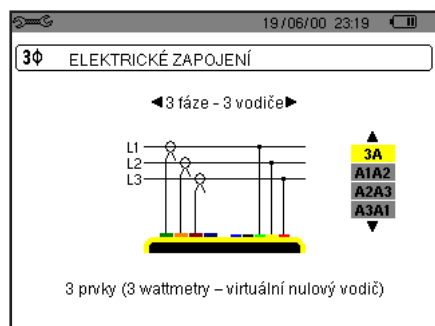 19/06/00 23:19
3Φ ELEKTRICKÉ ZAPOJENÍ
◄3 fáze - 3 vodiče►
L1
L2
L3
3A
A1A2
A2A3
A3A1
3 prvky (3 wattmetry – virtuální nulový vodič)